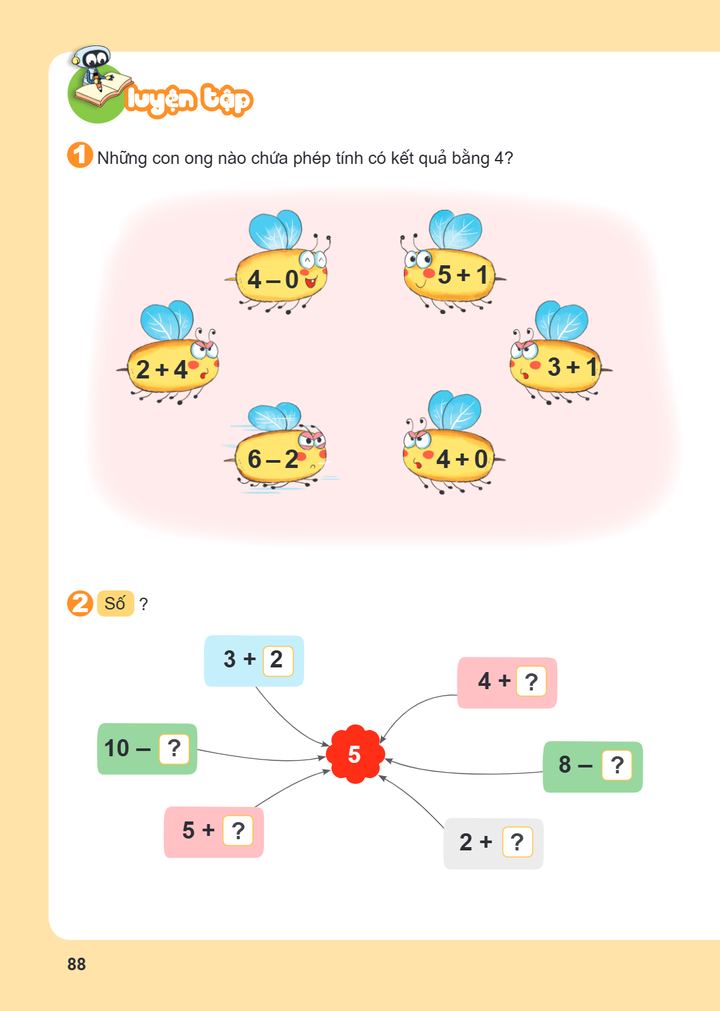 luyện tập
1 Những con ong nào chứa phép tính có kết quả bằng 4?
4 – 0
5 + 1
2 + 4
3 + 1
6 – 2
4 + 0
2 Số ?
3 + 2
4 + ?
10 – ?
5
8 – ?
5 + ?
2 + ?
88